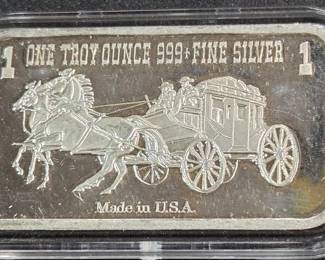 1 ONE TROY OUNCE 999+ FINE SILVER 1
Made in U.S.A.